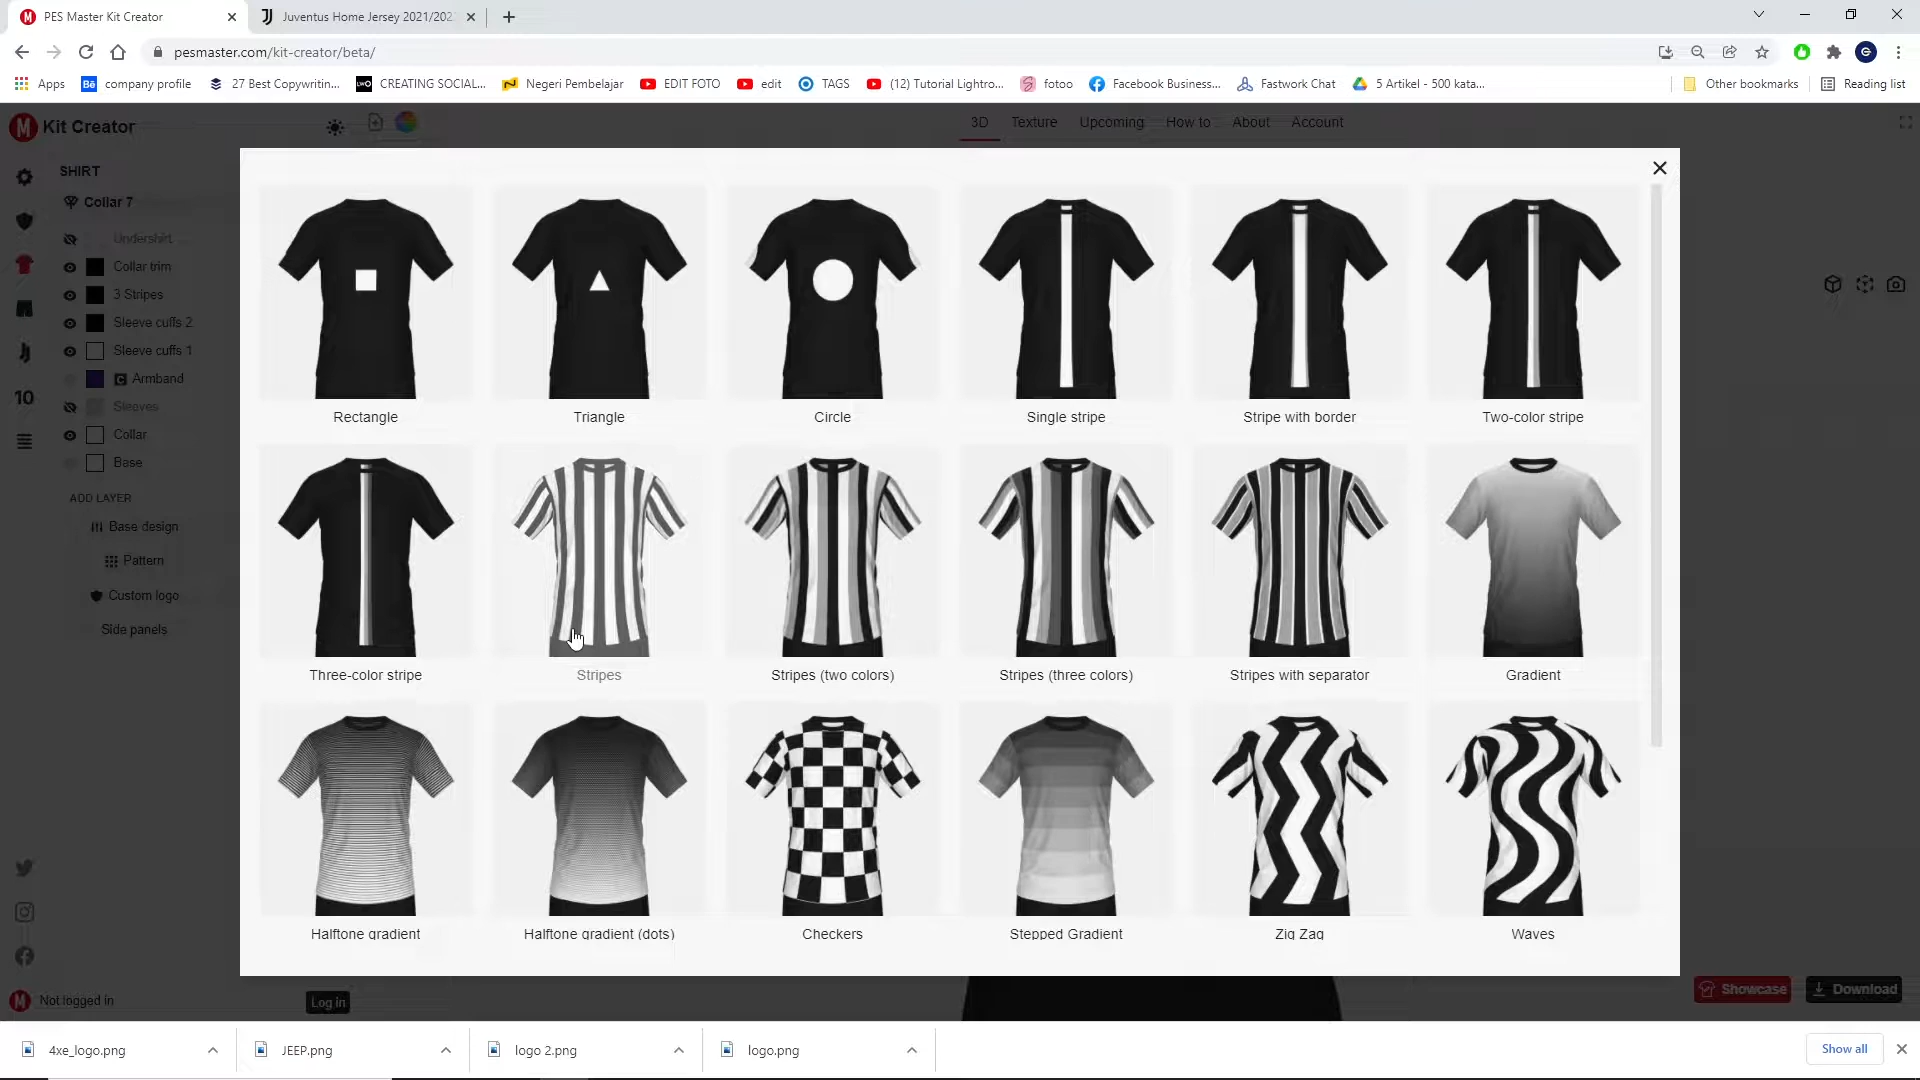 PES Master Kit Creator
Juventus Home Jersey 2021/202
pesmaster.com/kit-creator/beta/
Apps
Bē company profile
27 Best Copywritin...
LWO CREATING SOCIAL...
Negeri Pembelajar
EDIT FOTO
edit
TAGS
(12) Tutorial Lightro...
fotoo
Facebook Business...
Fastwork Chat
5 Artikel - 500 kata...
Other bookmarks
Reading list
M Kit Creator
3D Texture Upcoming How to About Account
SHIRT
Collar 7
Undershirt
Collar trim
3 Stripes
Sleeve cuffs 2
Sleeve cuffs 1
C Armband
Sleeves
10
Collar
Base
ADD LAYER
Base design
Pattern
Custom logo
Side panels
Rectangle Triangle Circle Single stripe Stripe with border Two-color stripe
Three-color stripe Stripes Stripes (two colors) Stripes (three colors) Stripes with separator Gradient
Halftone gradient Halftone gradient (dots) Checkers Stepped Gradient Zig Zag Waves
M Not logged in Log in
Showcase Download
4xe_logo.png
JEEP.png
logo 2.png
logo.png
Show all